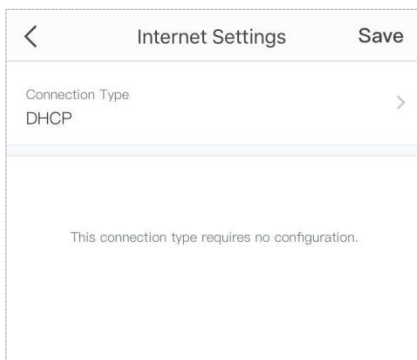 Internet Settings
Save
Connection Type
DHCP
This connection type requires no configuration.